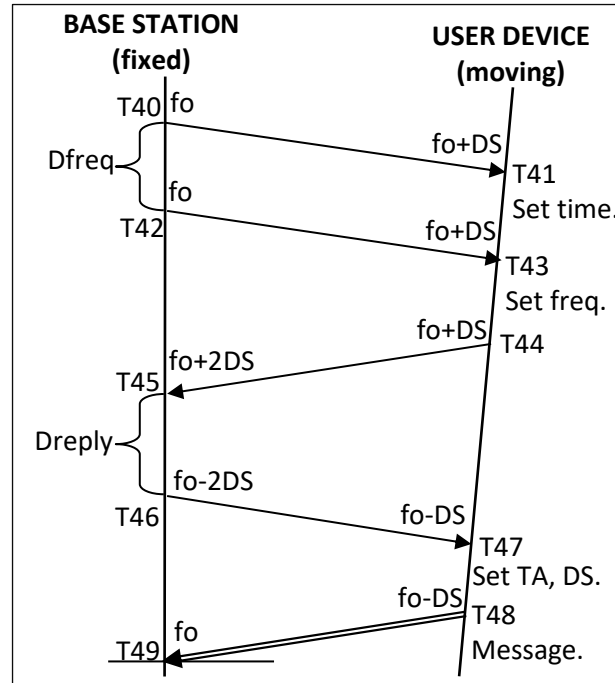 BASE STATION
(fixed)
USER DEVICE
(moving)
T40
fo
fo+DS
T41
Dfreq
Set time.
fo
T42
fo+DS
T43
Set freq.
fo+DS
T44
fo+2DS
T45
Dreply
fo-2DS
T46
fo-DS
T47
Set TA, DS.
fo-DS
T48
fo
T49
Message.